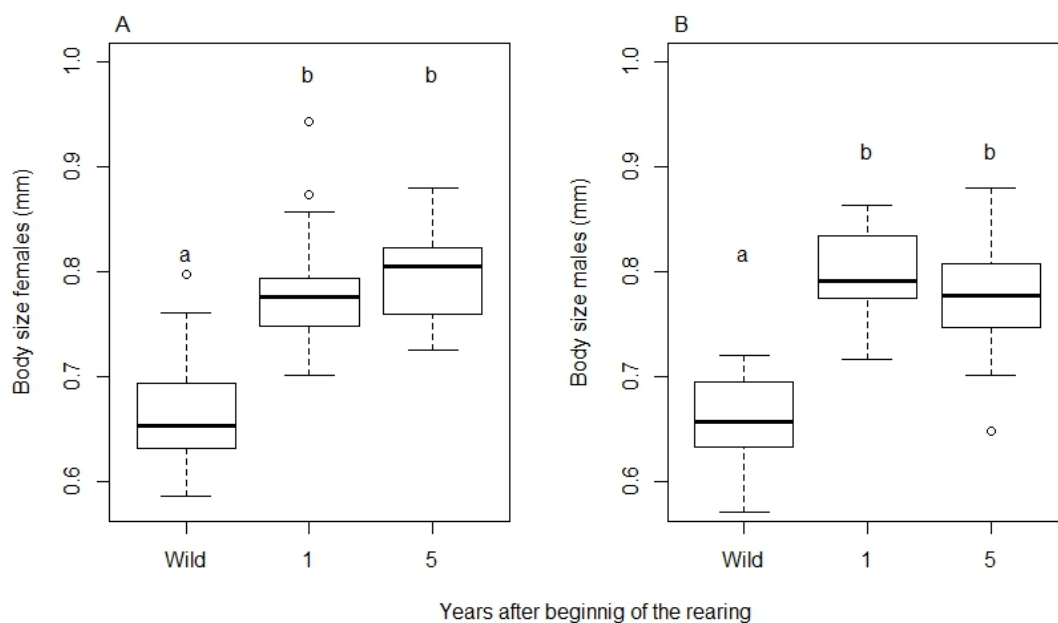 A
B
Body size females (mm)
1.0
0.9
0.8
0.7
0.6
a
b
b
Wild
1
5
Body size males (mm)
1.0
0.9
0.8
0.7
0.6
a
b
b
Wild
1
5
Years after beginnig of the rearing